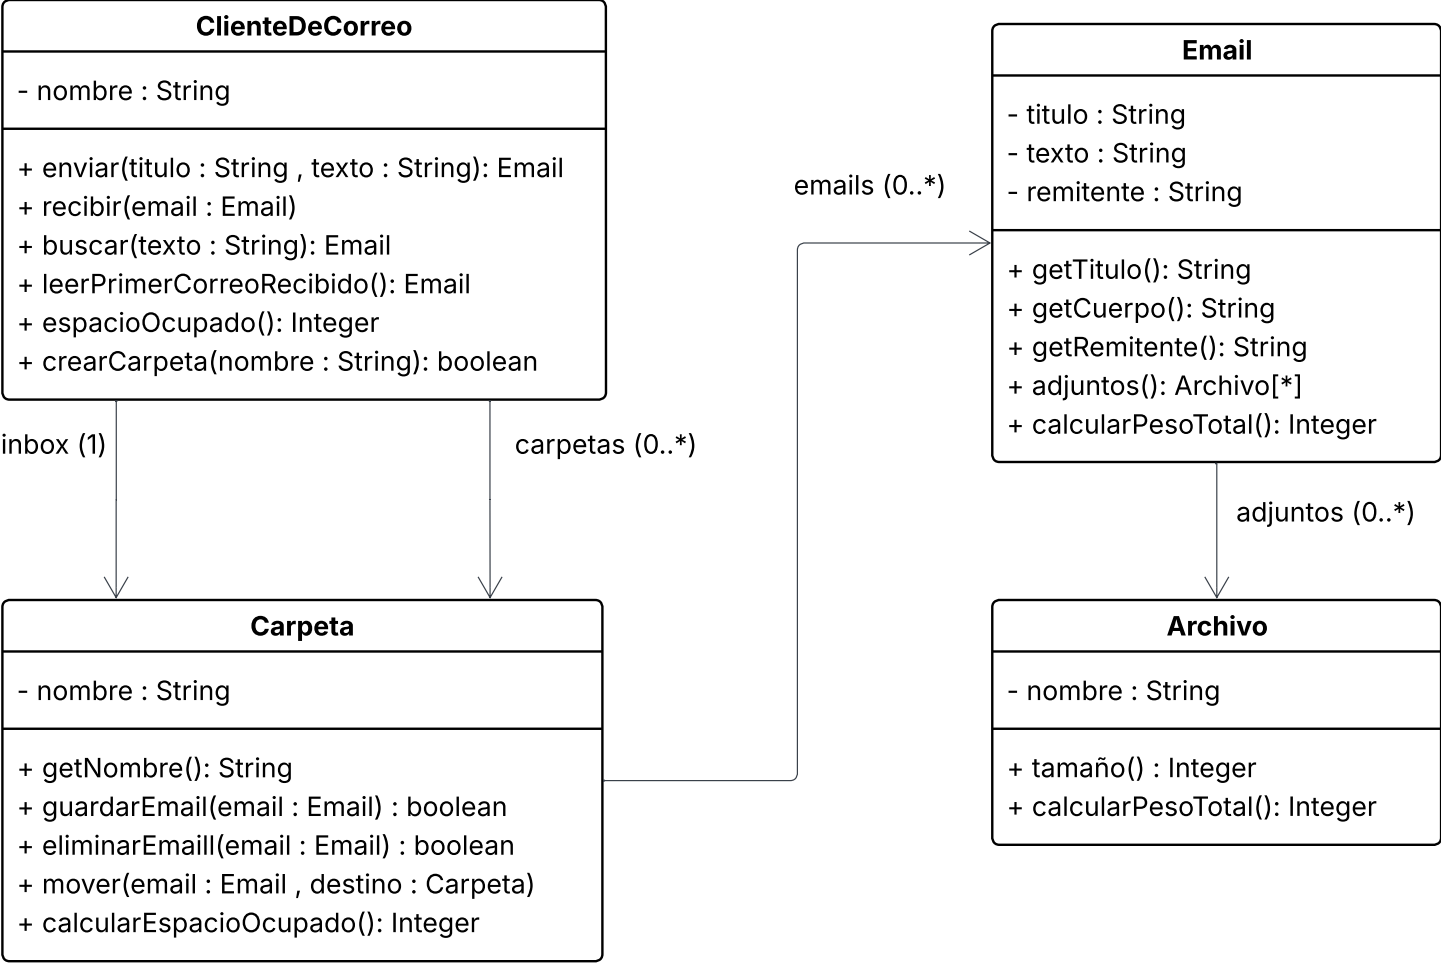 ClienteDeCorreo
- nombre : String
+ enviar(titulo : String , texto : String): Email
+ recibir(email : Email)
+ buscar(texto : String): Email
+ leerPrimerCorreoRecibido(): Email
+ espacioOcupado(): Integer
+ crearCarpeta(nombre : String): boolean
inbox (1)
carpetas (0..*)
Carpeta
- nombre : String
+ getNombre(): String
+ guardarEmail(email : Email) : boolean
+ eliminarEmaill(email : Email) : boolean
+ mover(email : Email , destino : Carpeta)
+ calcularEspacioOcupado(): Integer
emails (0..*)
Email
- titulo : String
- texto : String
- remitente : String
+ getTitulo(): String
+ getCuerpo(): String
+ getRemitente(): String
+ adjuntos(): Archivo[*]
+ calcularPesoTotal(): Integer
adjuntos (0..*)
Archivo
- nombre : String
+ tamaño() : Integer
+ calcularPesoTotal(): Integer